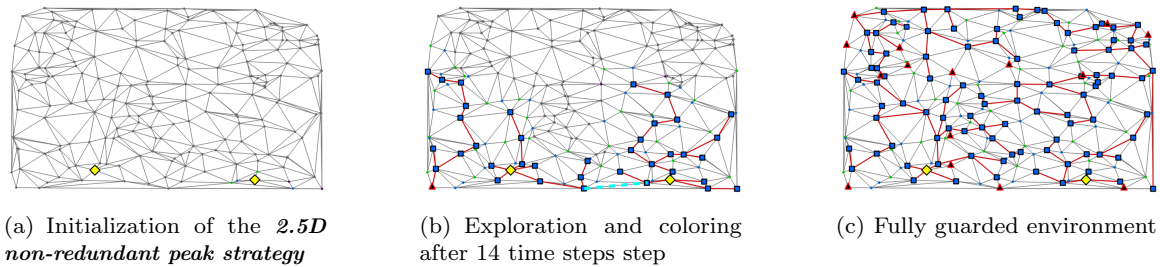 (a) Initialization of the 2.5D
non-redundant peak strategy
(b) Exploration and coloring
after 14 time steps step
(c) Fully guarded environment